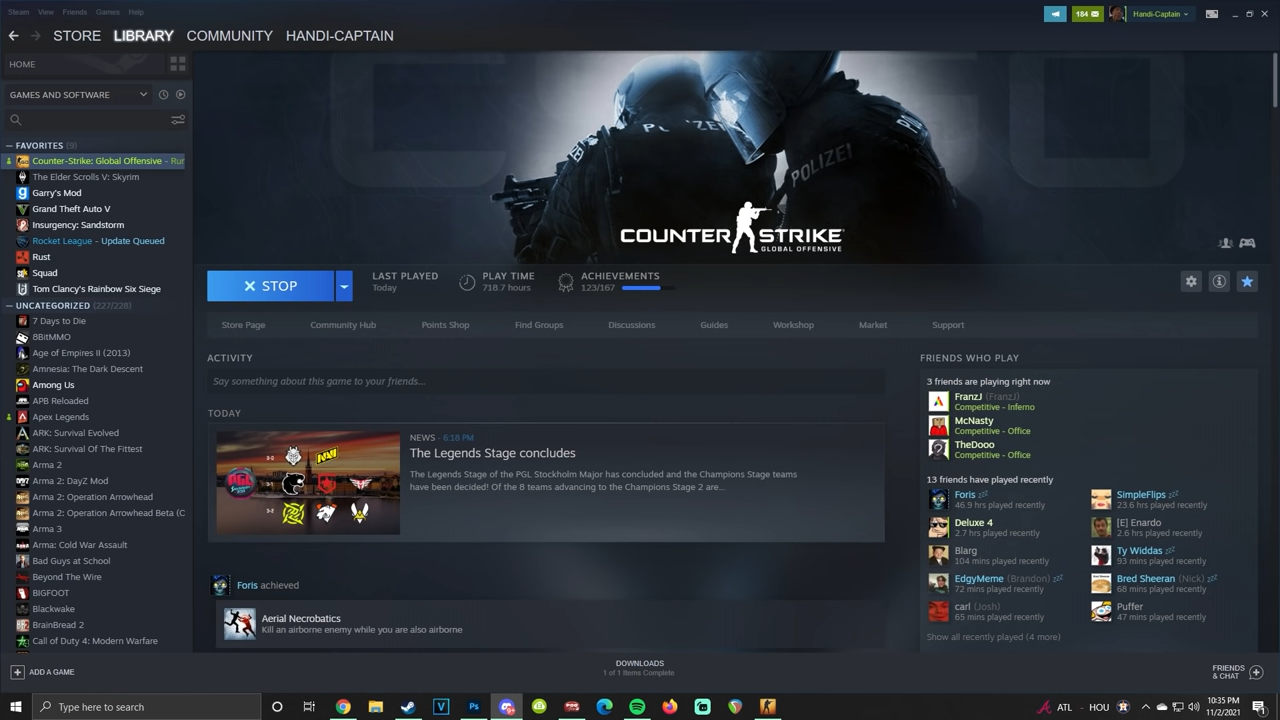 Steam View Friends Games Help
184
Handi-Captain
STORE LIBRARY COMMUNITY HANDI-CAPTAIN
HOME
GAMES AND SOFTWARE
— FAVORITES (9)
Counter-Strike: Global Offensive - Run
The Elder Scrolls V: Skyrim
Garry's Mod
Grand Theft Auto V
Insurgency: Sandstorm
Rocket League - Update Queued
Rust
Squad
Tom Clancy's Rainbow Six Siege
— UNCATEGORIZED (227/228)
7 Days to Die
8BitMMO
Age of Empires II (2013)
Amnesia: The Dark Descent
Among Us
APB Reloaded
Apex Legends
ARK: Survival Evolved
ARK: Survival Of The Fittest
Arma 2
Arma 2: DayZ Mod
Arma 2: Operation Arrowhead
Arma 2: Operation Arrowhead Beta (C
Arma 3
Arma: Cold War Assault
Bad Guys at School
Beyond The Wire
BIGFOOT
Blackwake
BrainBread 2
Call of Duty 4: Modern Warfare
ADD A GAME
POLIZEI
POLIZEI
COUNTER STRIKE
GLOBAL OFFENSIVE
STOP
LAST PLAYED
Today
PLAY TIME
718.7 hours
ACHIEVEMENTS
123/167
Store Page Community Hub Points Shop Find Groups Discussions Guides Workshop Market Support
ACTIVITY
Say something about this game to your friends...
TODAY
PGL
3-0
3-2
NAVI
NEWS - 6:18 PM
The Legends Stage concludes
The Legends Stage of the PGL Stockholm Major has concluded and the Champions Stage teams
have been decided! Of the 8 teams advancing to the Champions Stage 2 are...
Foris achieved
Aerial Necrobatics
Kill an airborne enemy while you are also airborne
FRIENDS WHO PLAY
3 friends are playing right now
FranzJ (FranzJ)
Competitive - Inferno
McNasty
Competitive - Office
TheDooo
Competitive - Office
13 friends have played recently
Foris zzz
46.9 hrs played recently
SimpleFlips zzz
23.6 hrs played recently
Deluxe 4
2.7 hrs played recently
[E] Enardo
2.6 hrs played recently
Blarg
104 mins played recently
Ty Widdas zzz
93 mins played recently
EdgyMeme (Brandon) zzz
72 mins played recently
Bred Sheeran (Nick) zzz
68 mins played recently
carl (Josh)
65 mins played recently
Puffer
47 mins played recently
Show all recently played (4 more)
DOWNLOADS
1 of 1 Items Complete
FRIENDS
& CHAT
Type here to search
ATL - HOU
10:35 PM
11/2/2021